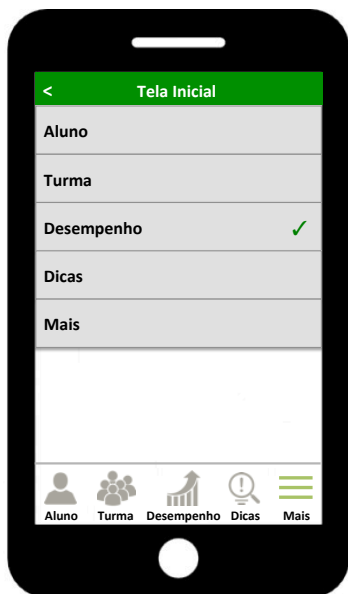 < Tela Inicial
Aluno
Turma
Desempenho ✓
Dicas
Mais
Aluno Turma Desempenho Dicas Mais